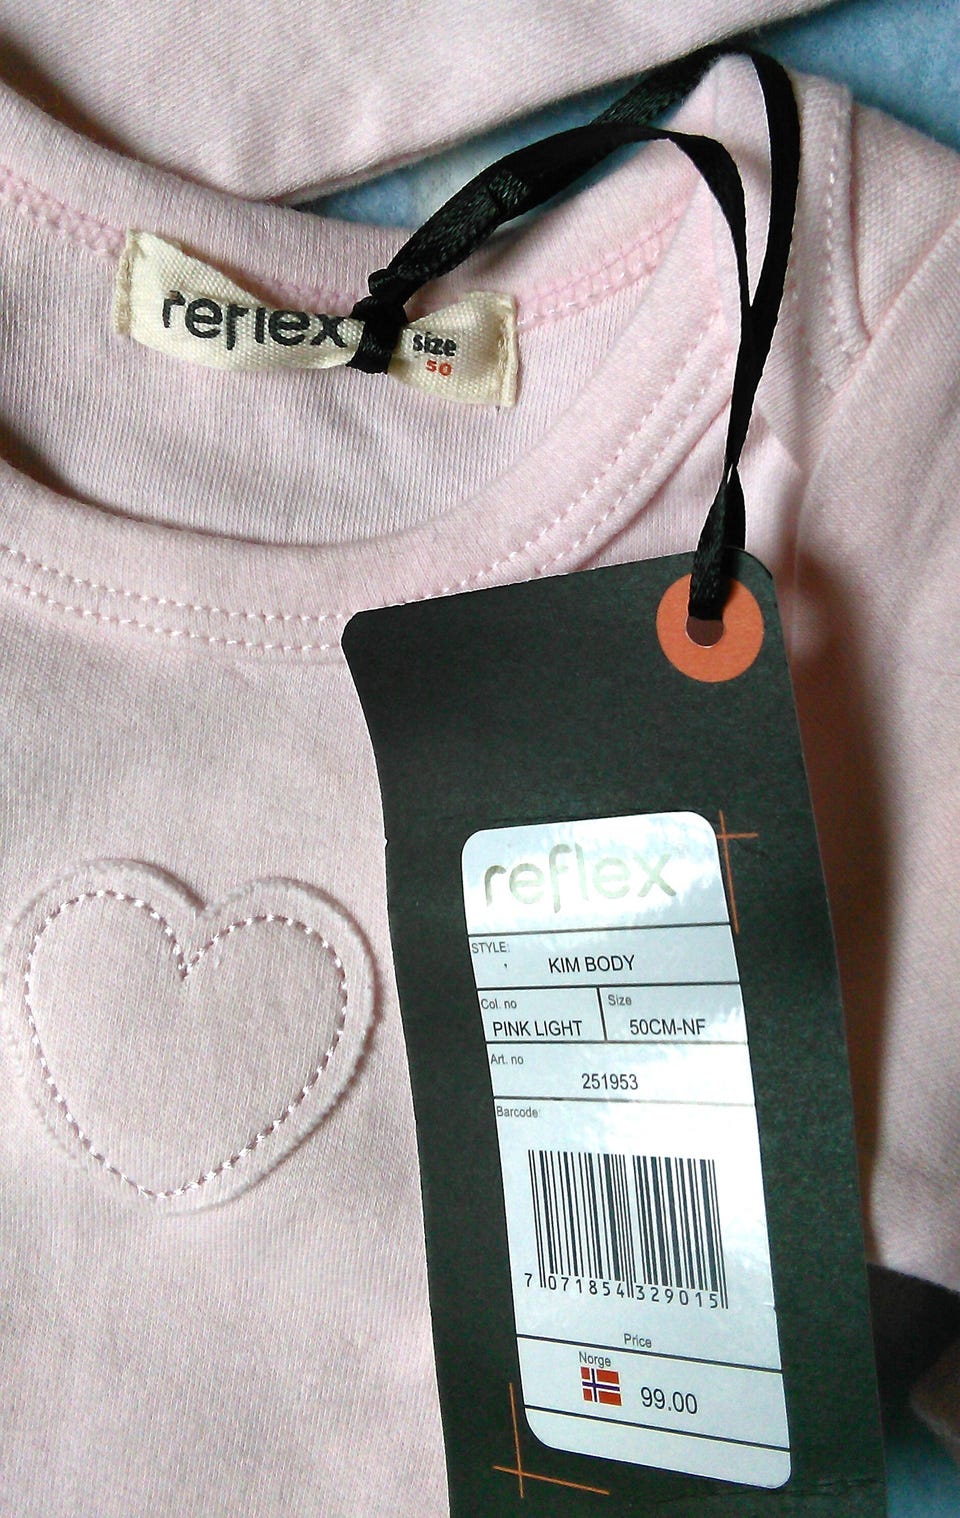 reflex size
50
reflex
STYLE:
KIM BODY
Col. no Size
PINK LIGHT 50CM-NF
Art. no
251953
Barcode:
7 071854 329015
Price
Norge
99.00